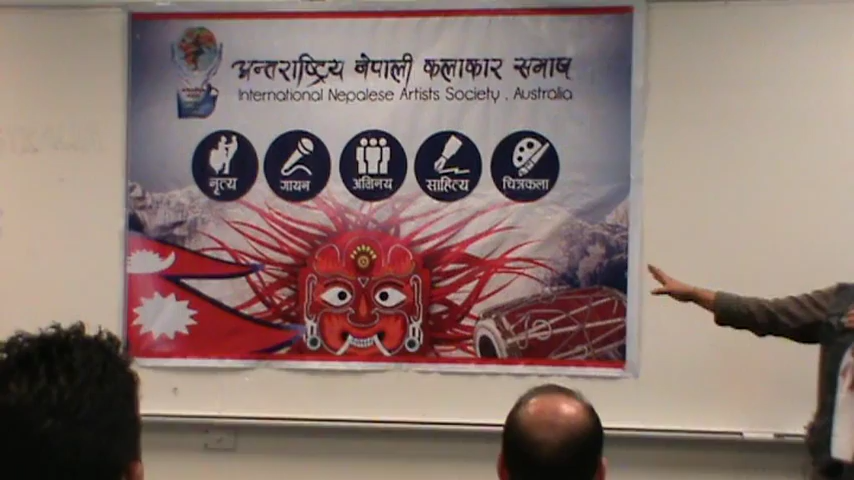 अन्तराष्ट्रिय नेपाली कलाकार समाज
International Nepalese Artists Society , Australia
नृत्य
गायन
अभिनय
साहित्य
चित्रकला